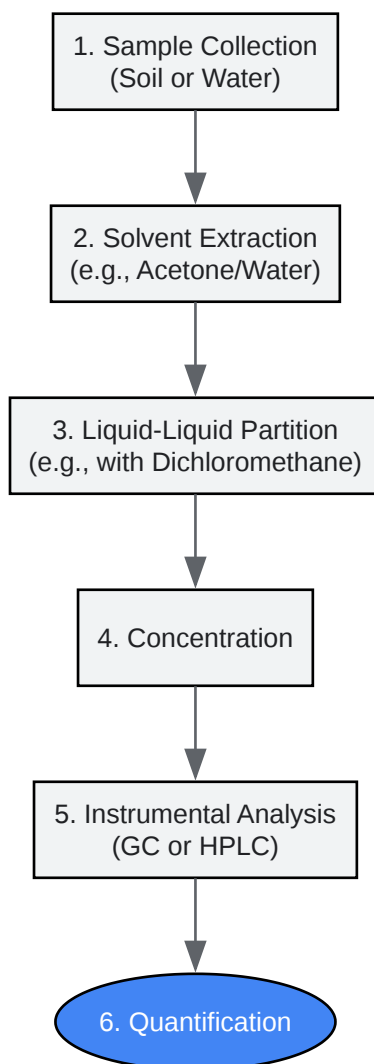 1. Sample Collection
(Soil or Water)
2. Solvent Extraction
(e.g., Acetone/Water)
3. Liquid-Liquid Partition
(e.g., with Dichloromethane)
4. Concentration
5. Instrumental Analysis
(GC or HPLC)
6. Quantification